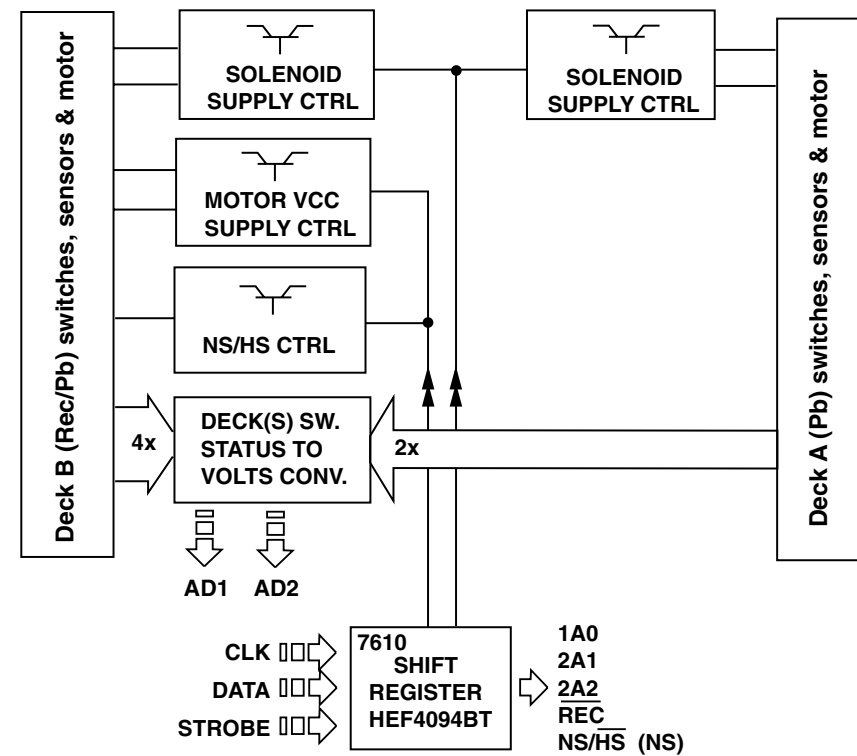 Deck B (Rec/Pb) switches, sensors & motor
SOLENOID
SUPPLY CTRL
SOLENOID
SUPPLY CTRL
MOTOR VCC
SUPPLY CTRL
NS/HS CTRL
4x
DECK(S) SW.
STATUS TO
VOLTS CONV.
2x
Deck A (Pb) switches, sensors & motor
AD1
AD2
CLK
DATA
STROBE
7610
SHIFT
REGISTER
HEF4094BT
1A0
2A1
2A2
R̅E̅C̅
NS/H̅S̅ (NS)